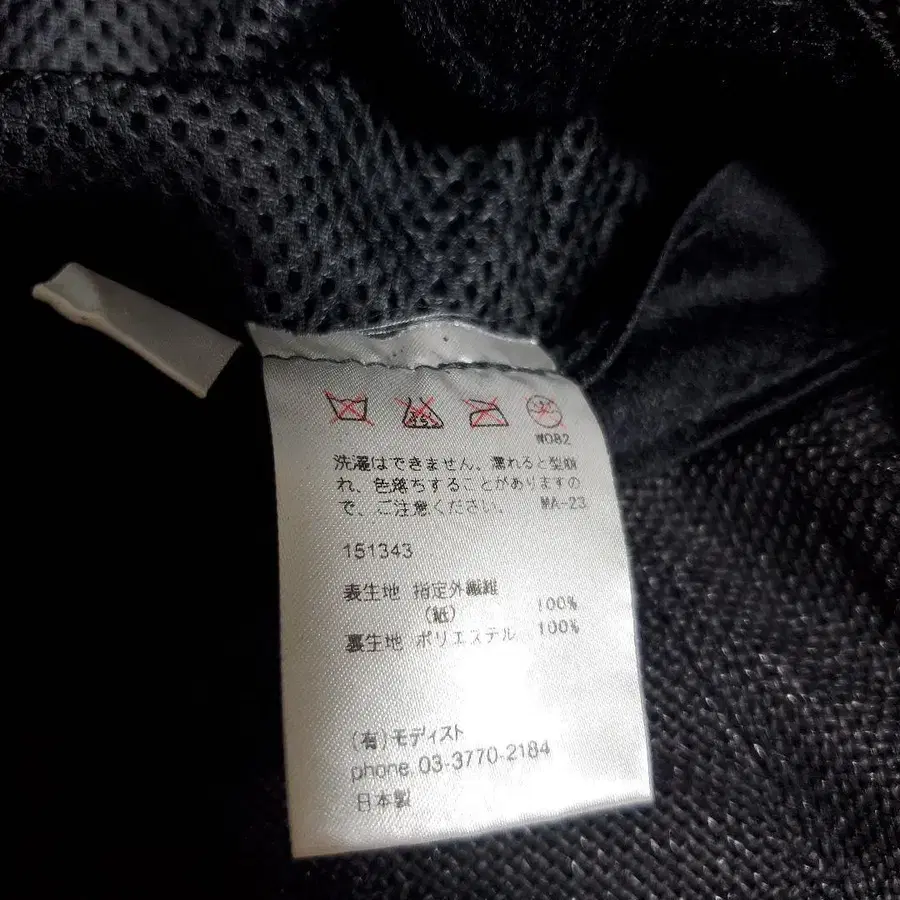 W082
洗濯はできません。濡れると型崩
れ、色落ちすることがありますの
で、ご注意ください。 MA-23
151343
表生地 指定外繊維
(紙) 100%
裏生地 ポリエステル 100%
(有)モディスト
phone 03-3770-2184
日本製